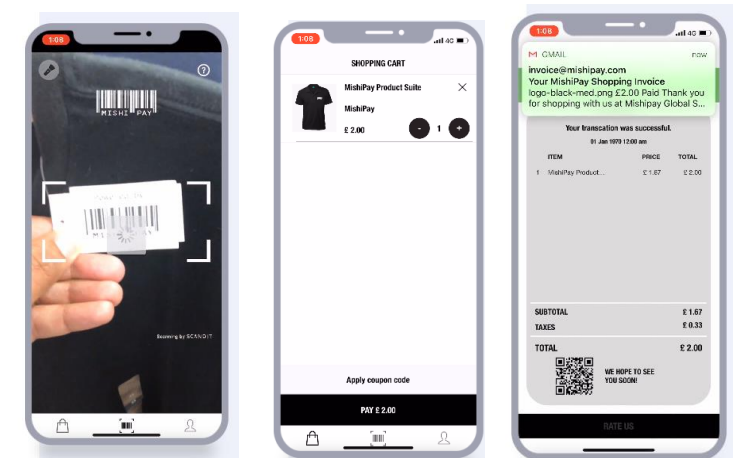 1:08
MISHI PAY
MISHI PAY
Scanning by SCANDIT
1:08
4G
SHOPPING CART
MishiPay Product Suite
MishiPay
£ 2.00
- 1 +
Apply coupon code
PAY £ 2.00
1:08
4G
GMAIL now
invoice@mishipay.com
Your MishiPay Shopping Invoice
logo-black-med.png £2.00 Paid Thank you
for shopping with us at Mishipay Global S...
Your transcation was successful.
01 Jan 1970 12:00 am
ITEM PRICE TOTAL
1 MishiPay Product... £ 1.67 £ 2.00
SUBTOTAL £ 1.67
TAXES £ 0.33
TOTAL £ 2.00
WE HOPE TO SEE
YOU SOON!
RATE US